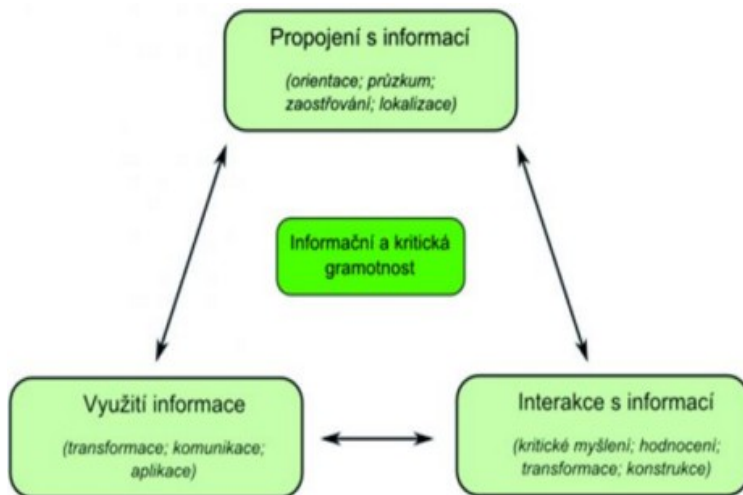 Propojení s informací
(orientace; průzkum;
zaostřování; lokalizace)
Informační a kritická
gramotnost
Využití informace
(transformace; komunikace;
aplikace)
Interakce s informací
(kritické myšlení; hodnocení;
transformace; konstrukce)